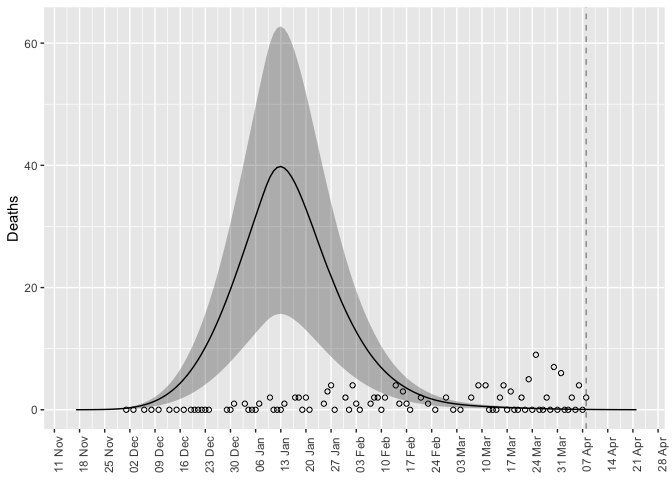 60
40
20
0
Deaths
11 Nov
18 Nov
25 Nov
02 Dec
09 Dec
16 Dec
23 Dec
30 Dec
06 Jan
13 Jan
20 Jan
27 Jan
03 Feb
10 Feb
17 Feb
24 Feb
03 Mar
10 Mar
17 Mar
24 Mar
31 Mar
07 Apr
14 Apr
21 Apr
28 Apr